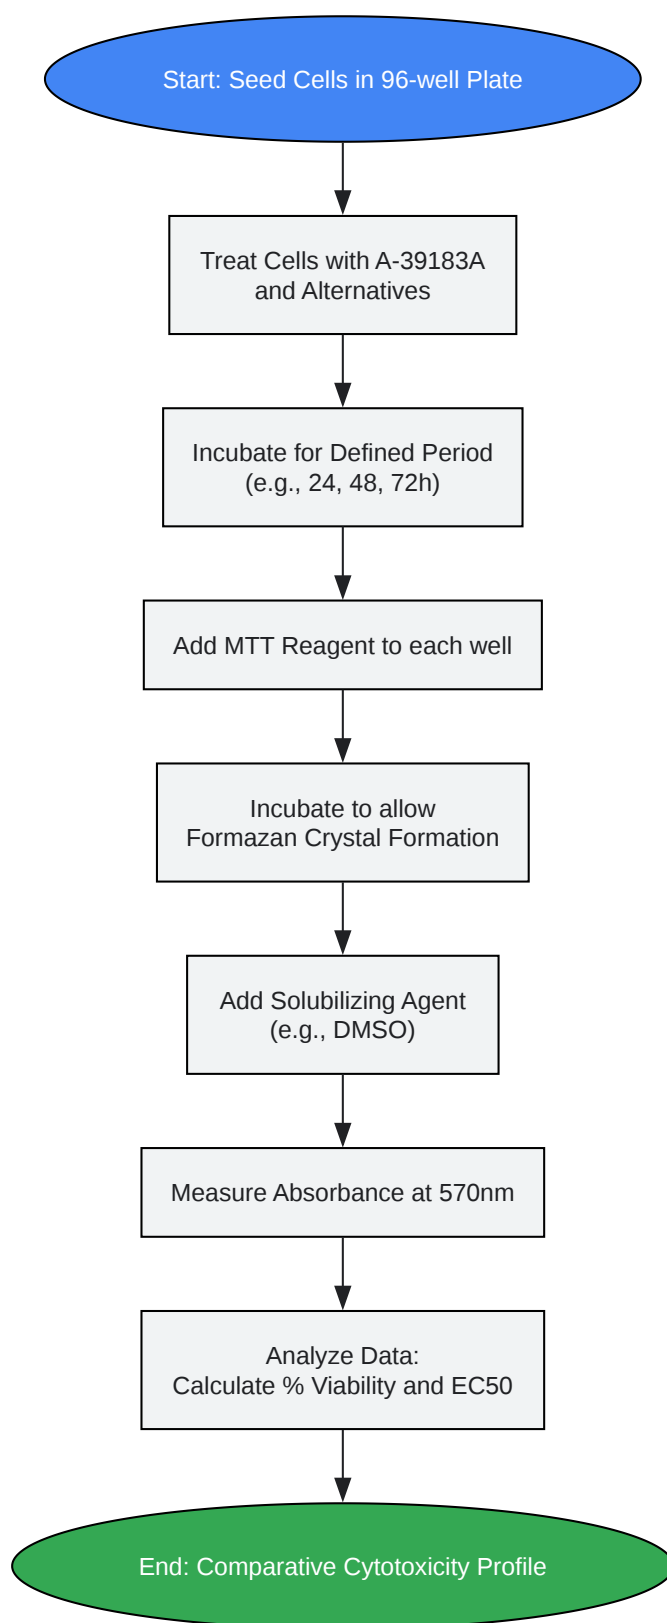 Start: Seed Cells in 96-well Plate
Treat Cells with A-39183A
and Alternatives
Incubate for Defined Period
(e.g., 24, 48, 72h)
Add MTT Reagent to each well
Incubate to allow
Formazan Crystal Formation
Add Solubilizing Agent
(e.g., DMSO)
Measure Absorbance at 570nm
Analyze Data:
Calculate % Viability and EC50
End: Comparative Cytotoxicity Profile